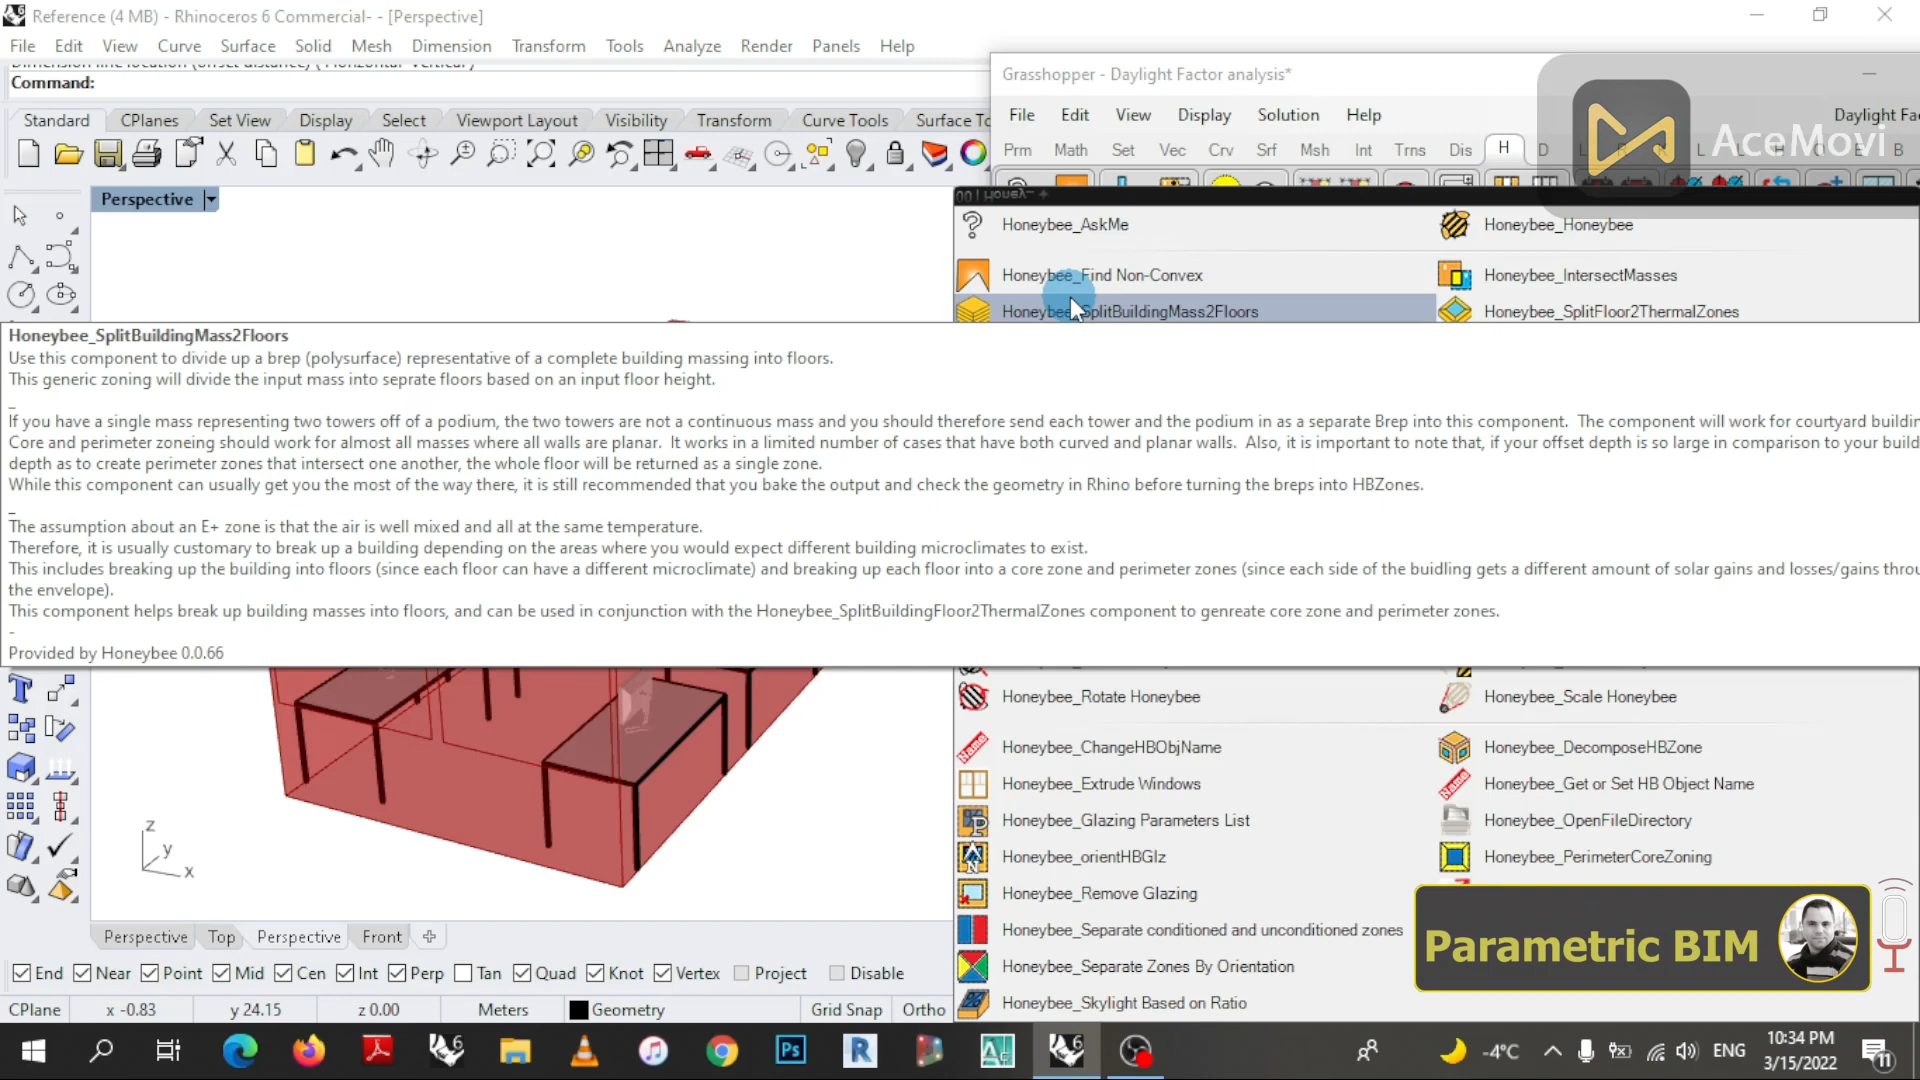 Reference (4 MB) - Rhinoceros 6 Commercial- - [Perspective]
File Edit View Curve Surface Solid Mesh Dimension Transform Tools Analyze Render Panels Help
Command:
Standard CPlanes Set View Display Select Viewport Layout Visibility Transform Curve Tools Surface To
Perspective
Grasshopper - Daylight Factor analysis*
File Edit View Display Solution Help
Daylight Fac
Prm Math Set Vec Crv Srf Msh Int Trns Dis H D
AceMovi
Honeybee_AskMe
Honeybee_Honeybee
Honeybee_Find Non-Convex
Honeybee_IntersectMasses
Honeybee_SplitBuildingMass2Floors
Honeybee_SplitFloor2ThermalZones
Honeybee_SplitBuildingMass2Floors
Use this component to divide up a brep (polysurface) representative of a complete building massing into floors.
This generic zoning will divide the input mass into seprate floors based on an input floor height.
_
If you have a single mass representing two towers off of a podium, the two towers are not a continuous mass and you should therefore send each tower and the podium in as a separate Brep into this component.  The component will work for courtyard buildin
Core and perimeter zoneing should work for almost all masses where all walls are planar.  It works in a limited number of cases that have both curved and planar walls.  Also, it is important to note that, if your offset depth is so large in comparison to your build
depth as to create perimeter zones that intersect one another, the whole floor will be returned as a single zone.
While this component can usually get you the most of the way there, it is still recommended that you bake the output and check the geometry in Rhino before turning the breps into HBZones.
_
The assumption about an E+ zone is that the air is well mixed and all at the same temperature.
Therefore, it is usually customary to break up a building depending on the areas where you would expect different building microclimates to exist.
This includes breaking up the building into floors (since each floor can have a different microclimate) and breaking up each floor into a core zone and perimeter zones (since each side of the buidling gets a different amount of solar gains and losses/gains throu
the envelope).
This component helps break up building masses into floors, and can be used in conjunction with the Honeybee_SplitBuildingFloor2ThermalZones component to genreate core zone and perimeter zones.
-
Provided by Honeybee 0.0.66
Honeybee_Rotate Honeybee
Honeybee_Scale Honeybee
Honeybee_ChangeHBObjName
Honeybee_DecomposeHBZone
Honeybee_Extrude Windows
Honeybee_Get or Set HB Object Name
Honeybee_Glazing Parameters List
Honeybee_OpenFileDirectory
Honeybee_orientHBGlz
Honeybee_PerimeterCoreZoning
Honeybee_Remove Glazing
Honeybee_Separate conditioned and unconditioned zones
Honeybee_Separate Zones By Orientation
Honeybee_Skylight Based on Ratio
Parametric BIM
z
y
x
Perspective Top Perspective Front
End Near Point Mid Cen Int Perp Tan Quad Knot Vertex Project Disable
CPlane x -0.83 y 24.15 z 0.00 Meters Geometry Grid Snap Ortho
-4°C ENG 10:34 PM
3/15/2022
11